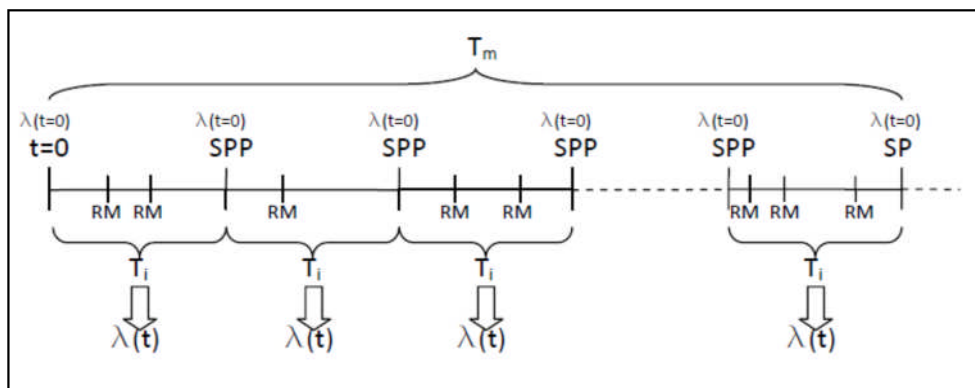 Tm
λ(t=0) λ(t=0) λ(t=0) λ(t=0) λ(t=0) λ(t=0)
t=0 SPP SPP SPP SPP SP
RM RM RM RM RM RM RM RM
Ti Ti Ti Ti
λ(t) λ(t) λ(t) λ(t)